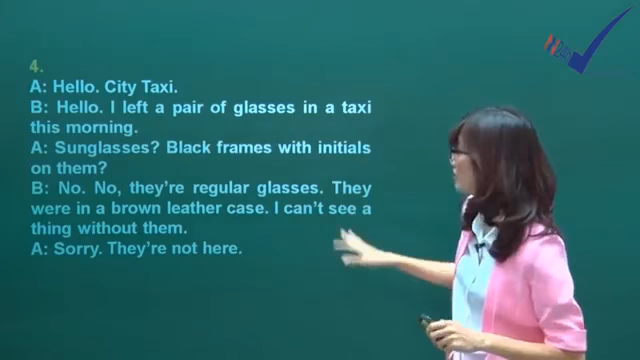 4.
A: Hello. City Taxi.
B: Hello. I left a pair of glasses in a taxi
this morning.
A: Sunglasses? Black frames with initials
on them?
B: No. No, they're regular glasses. They
were in a brown leather case. I can't see a
thing without them.
A: Sorry. They're not here.